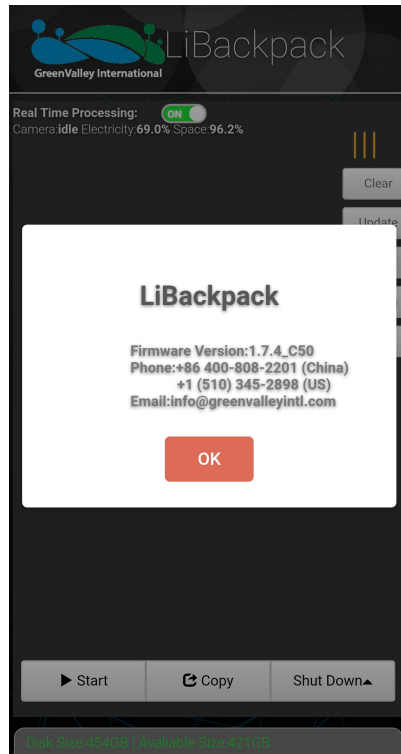 LiBackpack
GreenValley International
Real Time Processing: ON
Camera:idle Electricity:69.0% Space:96.2%
Clear
Update
LiBackpack
Firmware Version:1.7.4_C50
Phone:+86 400-808-2201 (China)
+1 (510) 345-2898 (US)
Email:info@greenvalleyintl.com
OK
Start
Copy
Shut Down
Disk Size:454GB | Avaliable Size:421GB